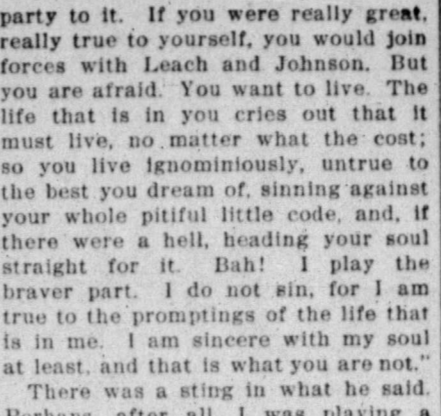 party to it. If you were really great,
really true to yourself, you would join
forces with Leach and Johnson. But
you are afraid. You want to live. The
life that is in you cries out that it
must live, no matter what the cost;
so you live ignominiously, untrue to
the best you dream of, sinning against
your whole pitiful little code, and, if
there were a hell, heading your soul
straight for it. Bah! I play the
braver part. I do not sin, for I am
true to the promptings of the life that
is in me. I am sincere with my soul
at least, and that is what you are not."
There was a sting in what he said.
Perhaps, after all, I was playing a